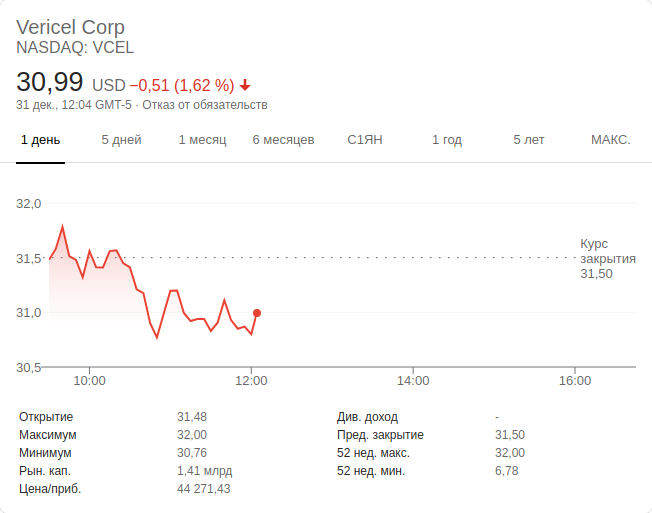 Vericel Corp
NASDAQ: VCEL
30,99 USD −0,51 (1,62 %)
31 дек., 12:04 GMT-5 · Отказ от обязательств
1 день 5 дней 1 месяц 6 месяцев С1ЯН 1 год 5 лет МАКС.
32,0
31,5
31,0
30,5
Курс
закрытия
31,50
10:00 12:00 14:00 16:00
Открытие 31,48
Максимум 32,00
Минимум 30,76
Рын. кап. 1,41 млрд
Цена/приб. 44 271,43
Див. доход -
Пред. закрытие 31,50
52 нед. макс. 32,00
52 нед. мин. 6,78